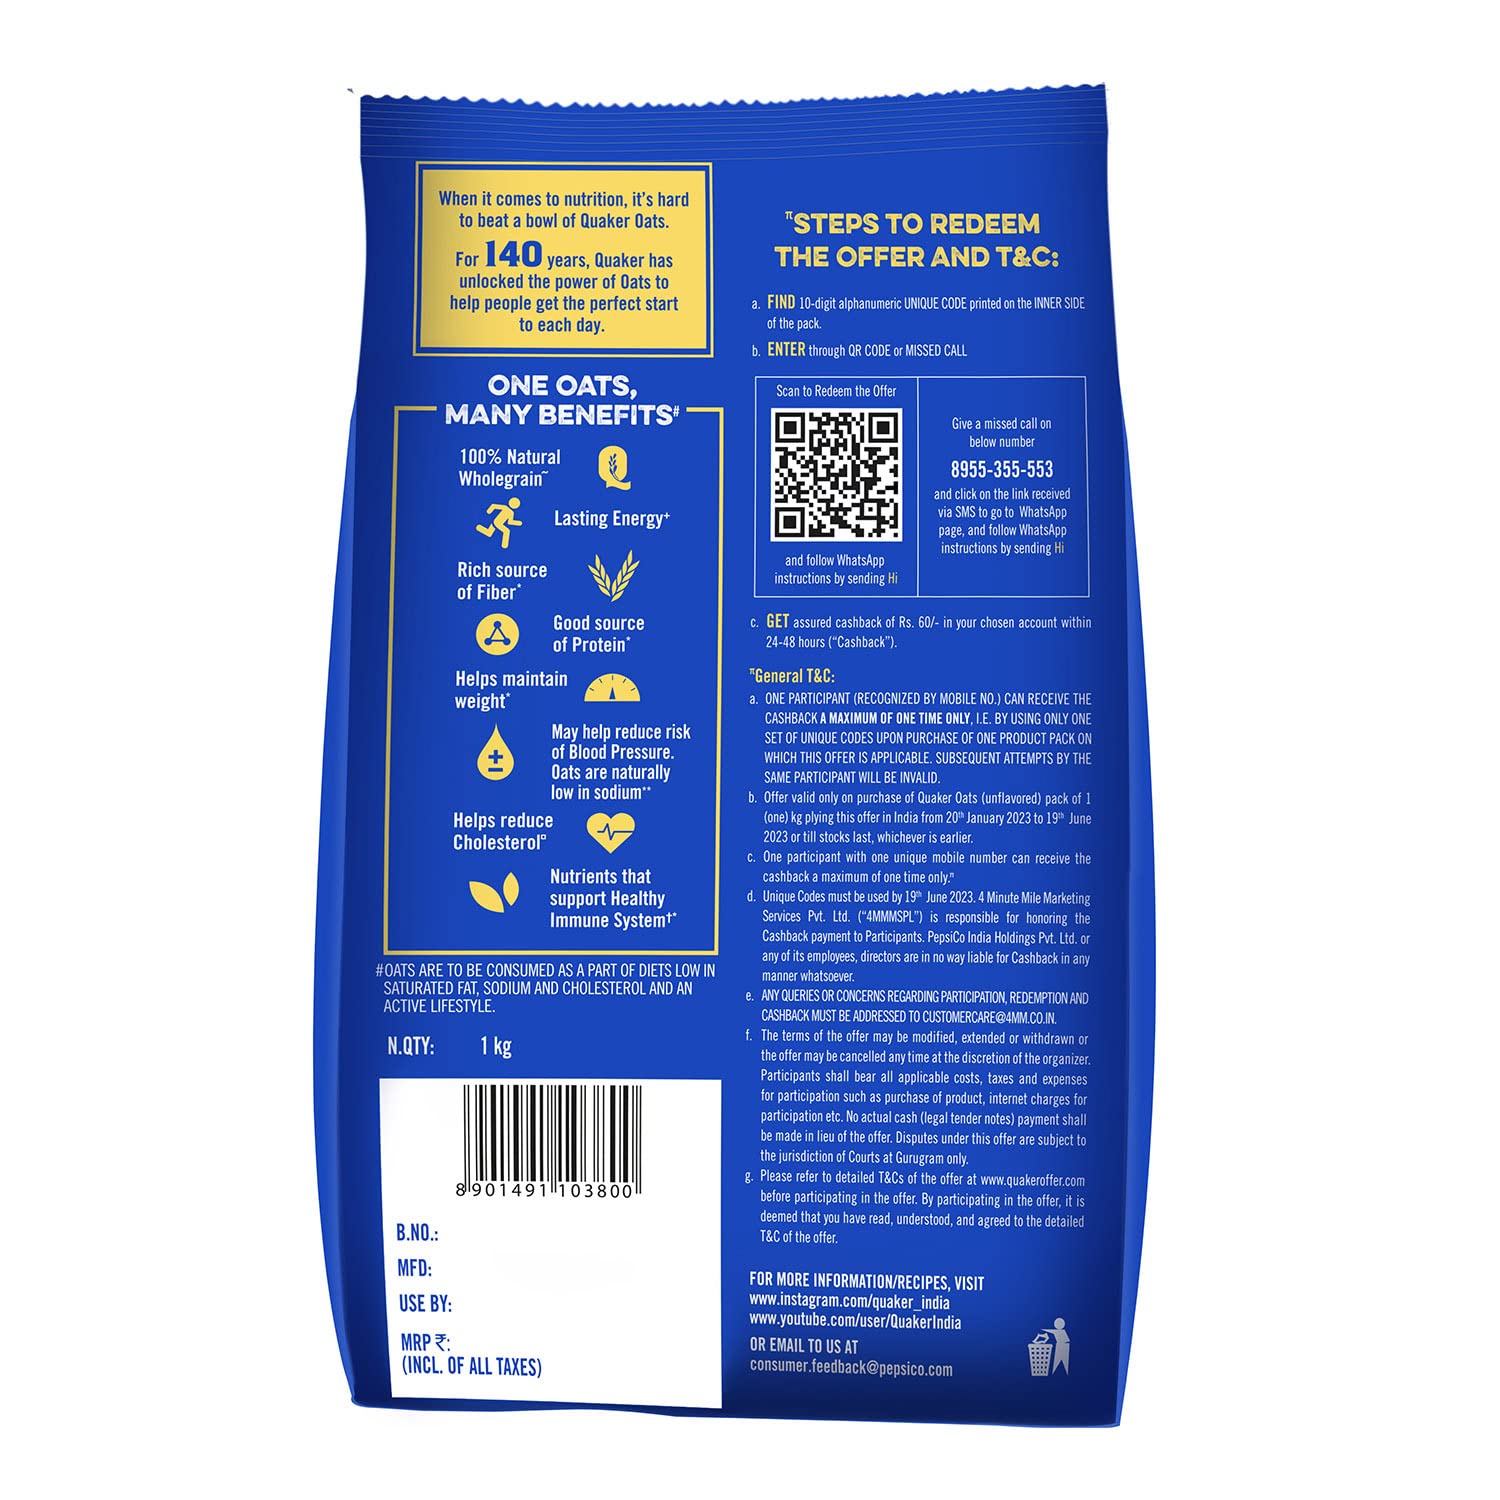 When it comes to nutrition, it's hard
to beat a bowl of Quaker Oats.
For 140 years, Quaker has
unlocked the power of Oats to
help people get the perfect start
to each day.
ONE OATS,
MANY BENEFITS#
100% Natural
Wholegrain~
Lasting Energy+
Rich source
of Fiber*
Good source
of Protein*
Helps maintain
weight*
May help reduce risk
of Blood Pressure.
Oats are naturally
low in sodium**
Helps reduce
Cholesterol¤
Nutrients that
support Healthy
Immune System†*
#OATS ARE TO BE CONSUMED AS A PART OF DIETS LOW IN
SATURATED FAT, SODIUM AND CHOLESTEROL AND AN
ACTIVE LIFESTYLE.
N.QTY: 1 kg
8 901491 103800
B.NO.:
MFD:
USE BY:
MRP ₹:
(INCL. OF ALL TAXES)
πSTEPS TO REDEEM
THE OFFER AND T&C:
a. FIND 10-digit alphanumeric UNIQUE CODE printed on the INNER SIDE
of the pack.
b. ENTER through QR CODE or MISSED CALL
Scan to Redeem the Offer
and follow WhatsApp
instructions by sending Hi
Give a missed call on
below number
8955-355-553
and click on the link received
via SMS to go to WhatsApp
page, and follow WhatsApp
instructions by sending Hi
c. GET assured cashback of Rs. 60/- in your chosen account within
24-48 hours ("Cashback").
πGeneral T&C:
a. ONE PARTICIPANT (RECOGNIZED BY MOBILE NO.) CAN RECEIVE THE
CASHBACK A MAXIMUM OF ONE TIME ONLY, I.E. BY USING ONLY ONE
SET OF UNIQUE CODES UPON PURCHASE OF ONE PRODUCT PACK ON
WHICH THIS OFFER IS APPLICABLE. SUBSEQUENT ATTEMPTS BY THE
SAME PARTICIPANT WILL BE INVALID.
b. Offer valid only on purchase of Quaker Oats (unflavored) pack of 1
(one) kg plying this offer in India from 20th January 2023 to 19th June
2023 or till stocks last, whichever is earlier.
c. One participant with one unique mobile number can receive the
cashback a maximum of one time only.π
d. Unique Codes must be used by 19th June 2023. 4 Minute Mile Marketing
Services Pvt. Ltd. ("4MMMSPL") is responsible for honoring the
Cashback payment to Participants. PepsiCo India Holdings Pvt. Ltd. or
any of its employees, directors are in no way liable for Cashback in any
manner whatsoever.
e. ANY QUERIES OR CONCERNS REGARDING PARTICIPATION, REDEMPTION AND
CASHBACK MUST BE ADDRESSED TO CUSTOMERCARE@4MM.CO.IN.
f. The terms of the offer may be modified, extended or withdrawn or
the offer may be cancelled any time at the discretion of the organizer.
Participants shall bear all applicable costs, taxes and expenses
for participation such as purchase of product, internet charges for
participation etc. No actual cash (legal tender notes) payment shall
be made in lieu of the offer. Disputes under this offer are subject to
the jurisdiction of Courts at Gurugram only.
g. Please refer to detailed T&Cs of the offer at www.quakeroffer.com
before participating in the offer. By participating in the offer, it is
deemed that you have read, understood, and agreed to the detailed
T&C of the offer.
FOR MORE INFORMATION/RECIPES, VISIT
www.instagram.com/quaker_india
www.youtube.com/user/QuakerIndia
OR EMAIL TO US AT
consumer.feedback@pepsico.com